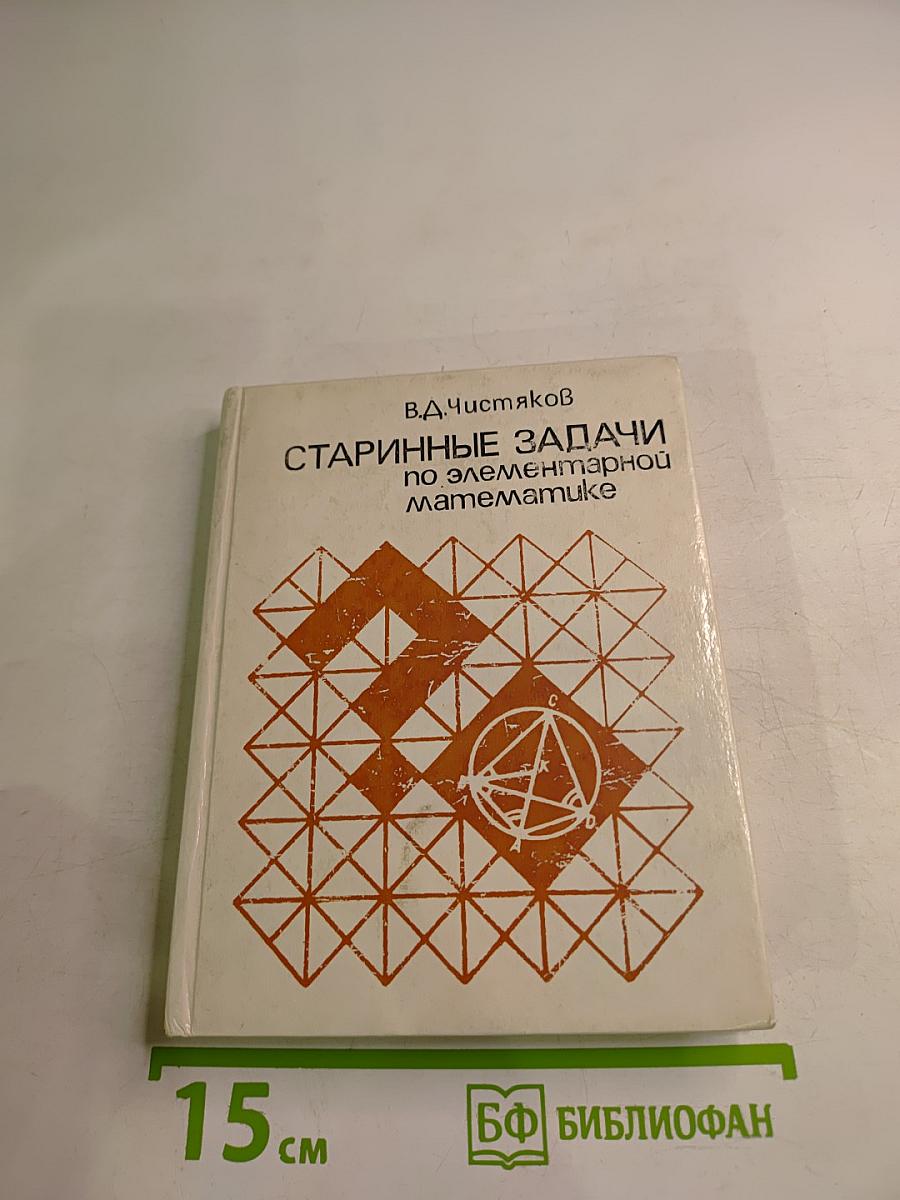 В.Д.Чистяков
СТАРИННЫЕ ЗАДАЧИ
по элементарной
математике
C
K
A
D
15 см
БФ БИБЛИОФАН